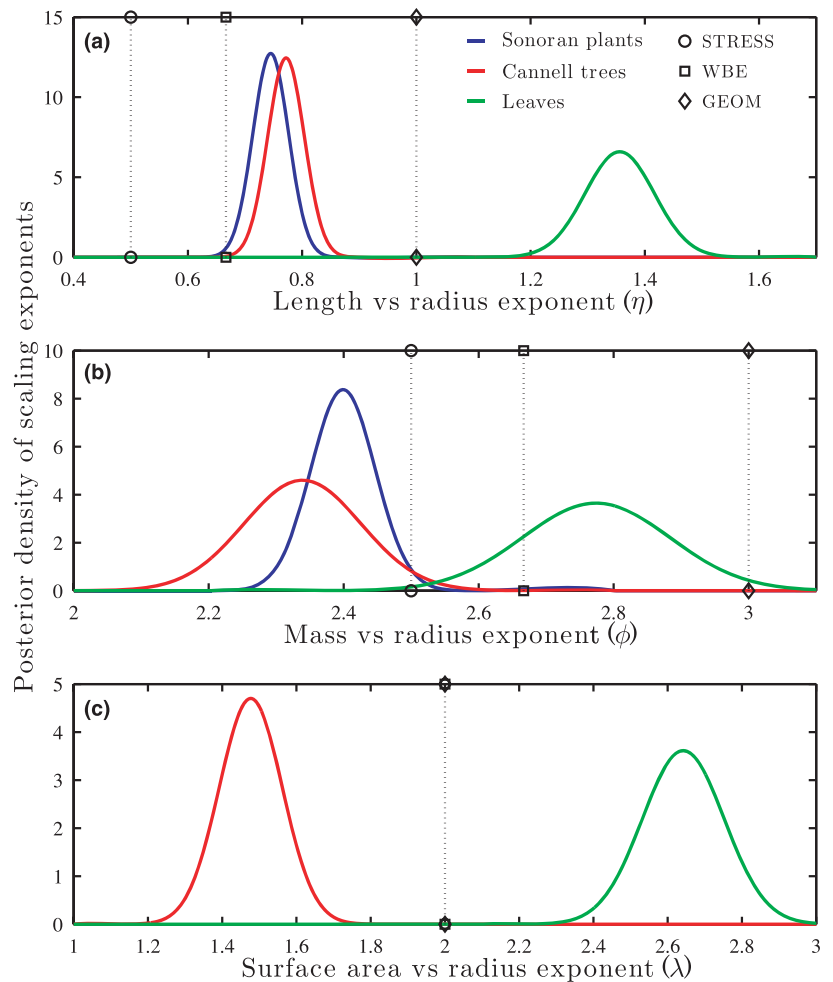 Posterior density of scaling exponents
(a)
Sonoran plants
Cannell trees
Leaves
STRESS
WBE
GEOM
15
10
5
0
0.4 0.6 0.8 1 1.2 1.4 1.6
Length vs radius exponent (η)
(b)
10
8
6
4
2
0
2 2.2 2.4 2.6 2.8 3
Mass vs radius exponent (ϕ)
(c)
5
4
3
2
1
0
1 1.2 1.4 1.6 1.8 2 2.2 2.4 2.6 2.8 3
Surface area vs radius exponent (λ)